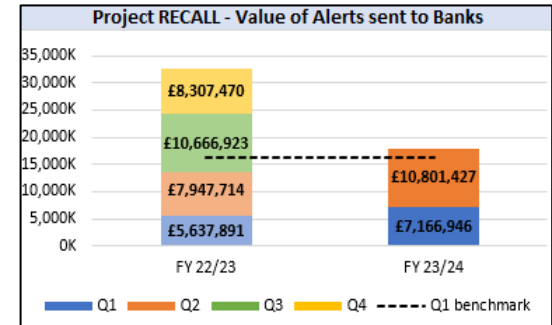 Project RECALL - Value of Alerts sent to Banks
35,000K
30,000K
25,000K
20,000K
15,000K
10,000K
5,000K
0K
£8,307,470
£10,666,923
£7,947,714
£5,637,891
£10,801,427
£7,166,946
FY 22/23
FY 23/24
Q1 Q2 Q3 Q4 Q1 benchmark